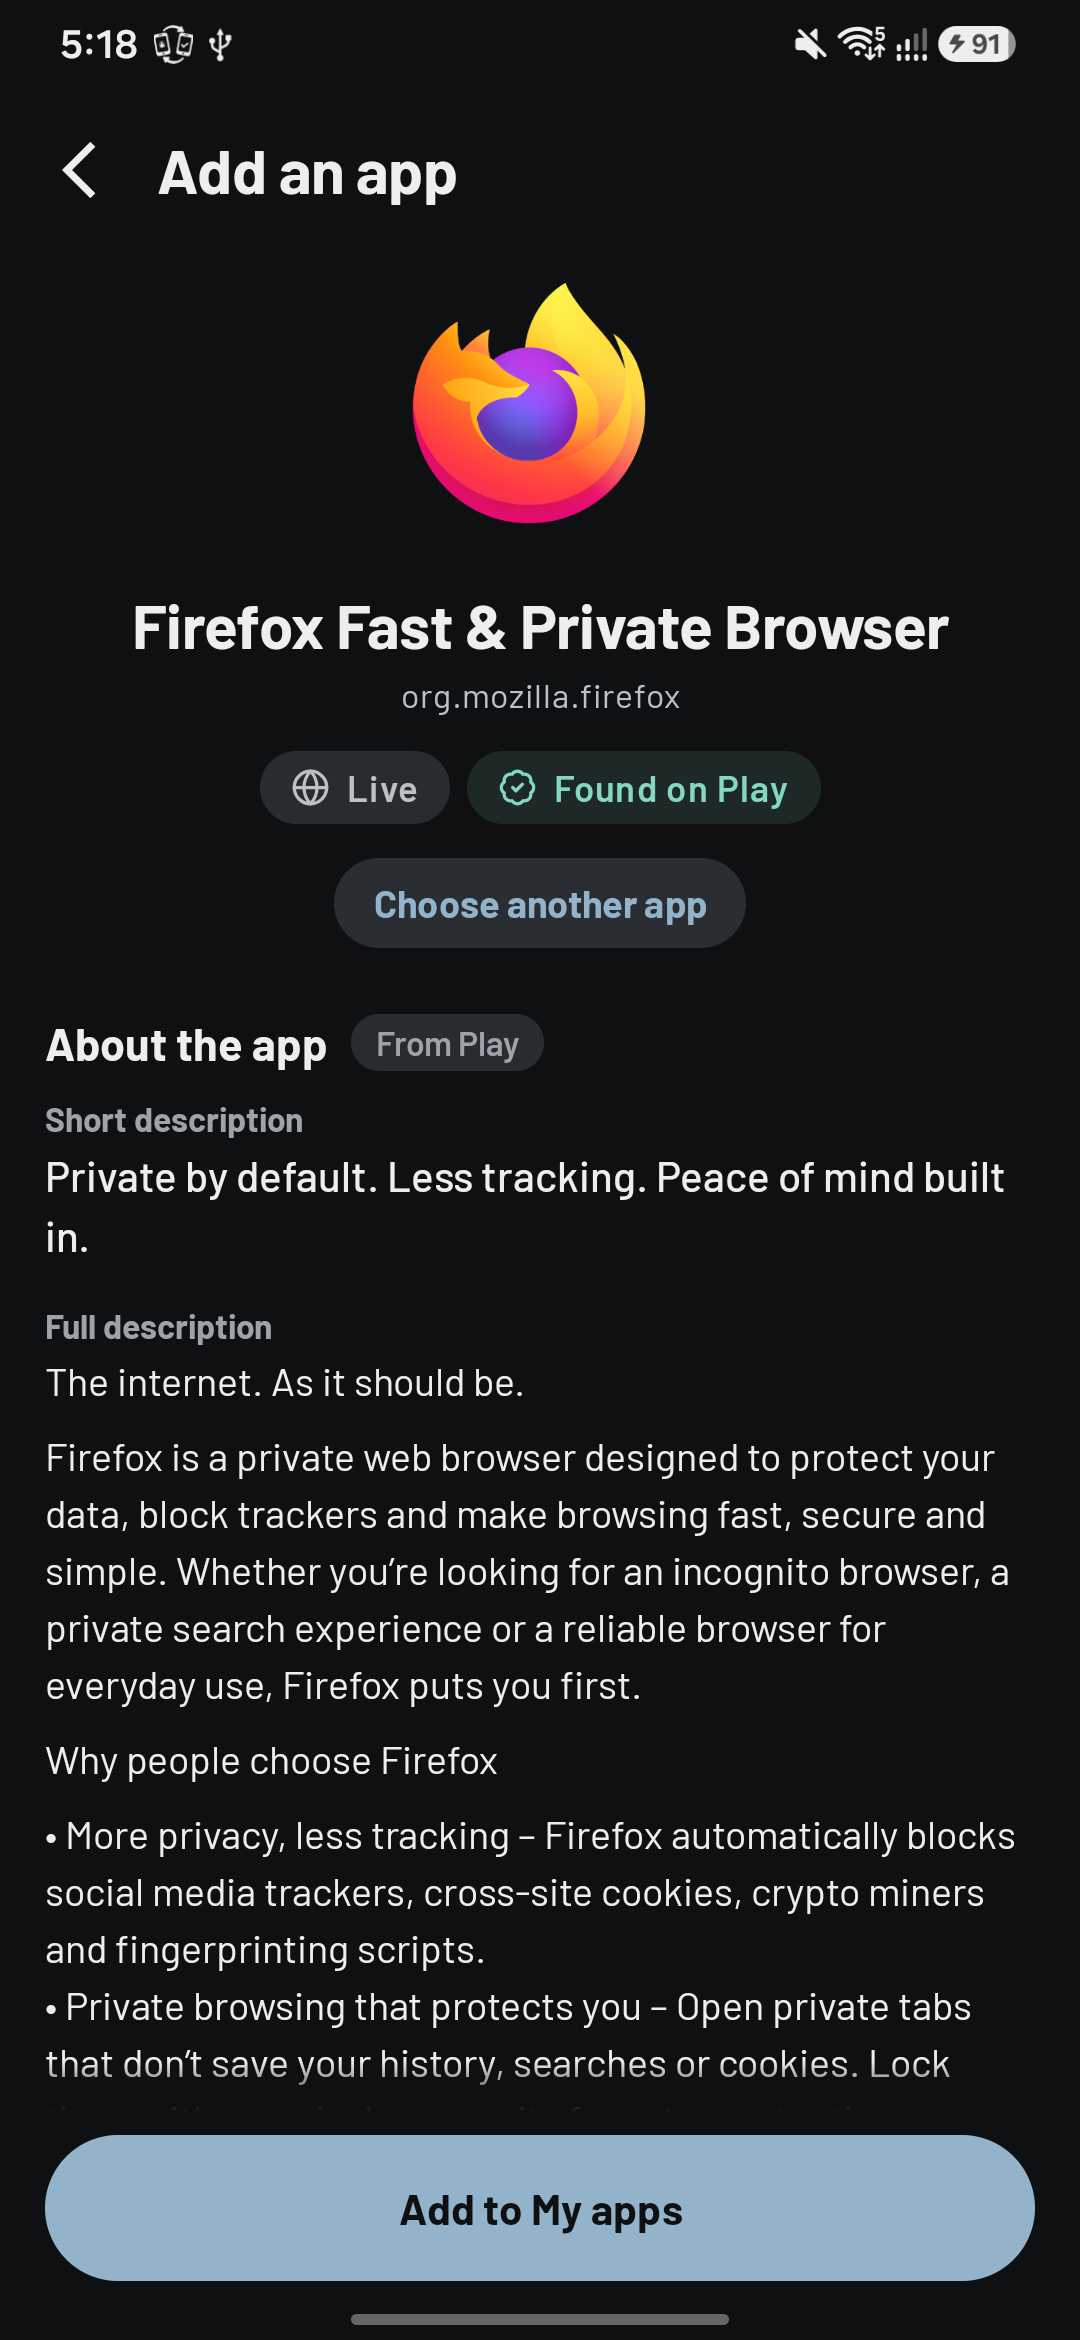 5:18
5
91
Add an app
Firefox Fast & Private Browser
org.mozilla.firefox
Live
Found on Play
Choose another app
About the app
From Play
Short description
Private by default. Less tracking. Peace of mind built
in.
Full description
The internet. As it should be.
Firefox is a private web browser designed to protect your
data, block trackers and make browsing fast, secure and
simple. Whether you’re looking for an incognito browser, a
private search experience or a reliable browser for
everyday use, Firefox puts you first.
Why people choose Firefox
• More privacy, less tracking – Firefox automatically blocks
social media trackers, cross-site cookies, crypto miners
and fingerprinting scripts.
• Private browsing that protects you – Open private tabs
that don’t save your history, searches or cookies. Lock
Add to My apps